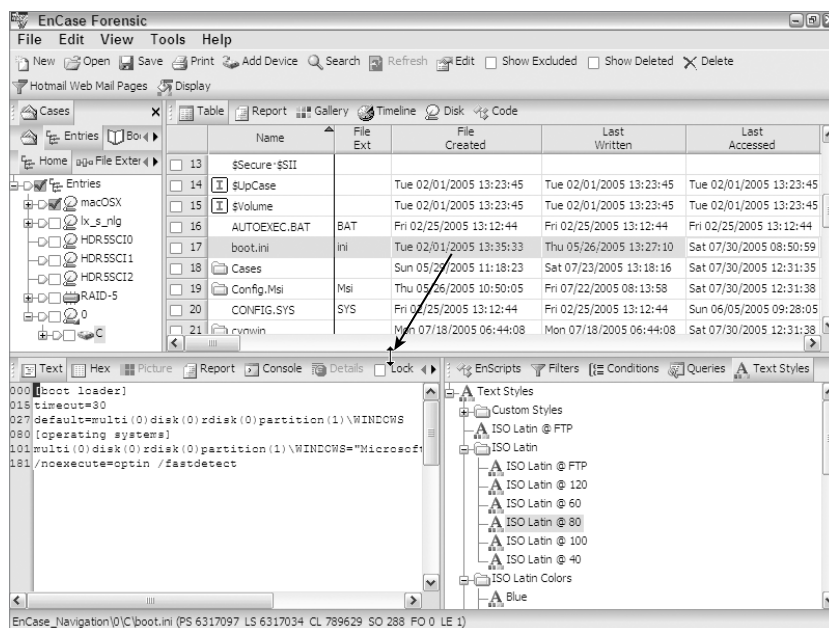 EnCase Forensic
File Edit View Tools Help
New Open Save Print Add Device Search Refresh Edit Show Excluded Show Deleted Delete
Hotmail Web Mail Pages Display
Cases
Entries
Home File Exter
Entries
macOSX
lx_s_nlg
HDR5SCI0
HDR5SCI1
HDR5SCI2
RAID-5
0
C
Table Report Gallery Timeline Disk Code
Name File Ext File Created Last Written Last Accessed
13 $Secure·$SII
14 $UpCase Tue 02/01/2005 13:23:45 Tue 02/01/2005 13:23:45 Tue 02/01/2005 13:23:45
15 $Volume Tue 02/01/2005 13:23:45 Tue 02/01/2005 13:23:45 Tue 02/01/2005 13:23:45
16 AUTOEXEC.BAT BAT Fri 02/25/2005 13:12:44 Fri 02/25/2005 13:12:44 Fri 02/25/2005 13:12:44
17 boot.ini ini Tue 02/01/2005 13:35:33 Thu 05/26/2005 13:27:10 Sat 07/30/2005 08:50:59
18 Cases Sun 05/29/2005 11:18:23 Sat 07/23/2005 13:18:16 Sat 07/30/2005 12:31:35
19 Config.Msi Msi Thu 05/26/2005 10:50:05 Fri 07/22/2005 08:13:58 Sat 07/30/2005 12:31:38
20 CONFIG.SYS SYS Fri 02/25/2005 13:12:44 Fri 02/25/2005 13:12:44 Sun 06/05/2005 09:28:05
21 cygwin Mon 07/18/2005 06:44:08 Mon 07/18/2005 06:44:08 Sat 07/30/2005 12:31:38
Text Hex Picture Report Console Details Lock
000 [boot loader]
015 timeout=30
027 default=multi(0)disk(0)rdisk(0)partition(1)\WINDOWS
080 [operating systems]
101 multi(0)disk(0)rdisk(0)partition(1)\WINDOWS="Microsoft
181 /noexecute=optin /fastdetect
EnScripts Filters Conditions Queries Text Styles
Text Styles
Custom Styles
ISO Latin @ FTP
ISO Latin
ISO Latin @ FTP
ISO Latin @ 120
ISO Latin @ 60
ISO Latin @ 80
ISO Latin @ 100
ISO Latin @ 40
ISO Latin Colors
Blue
EnCase_Navigation\0\C\boot.ini (PS 6317097 LS 6317034 CL 789629 SO 288 FO 0 LE 1)